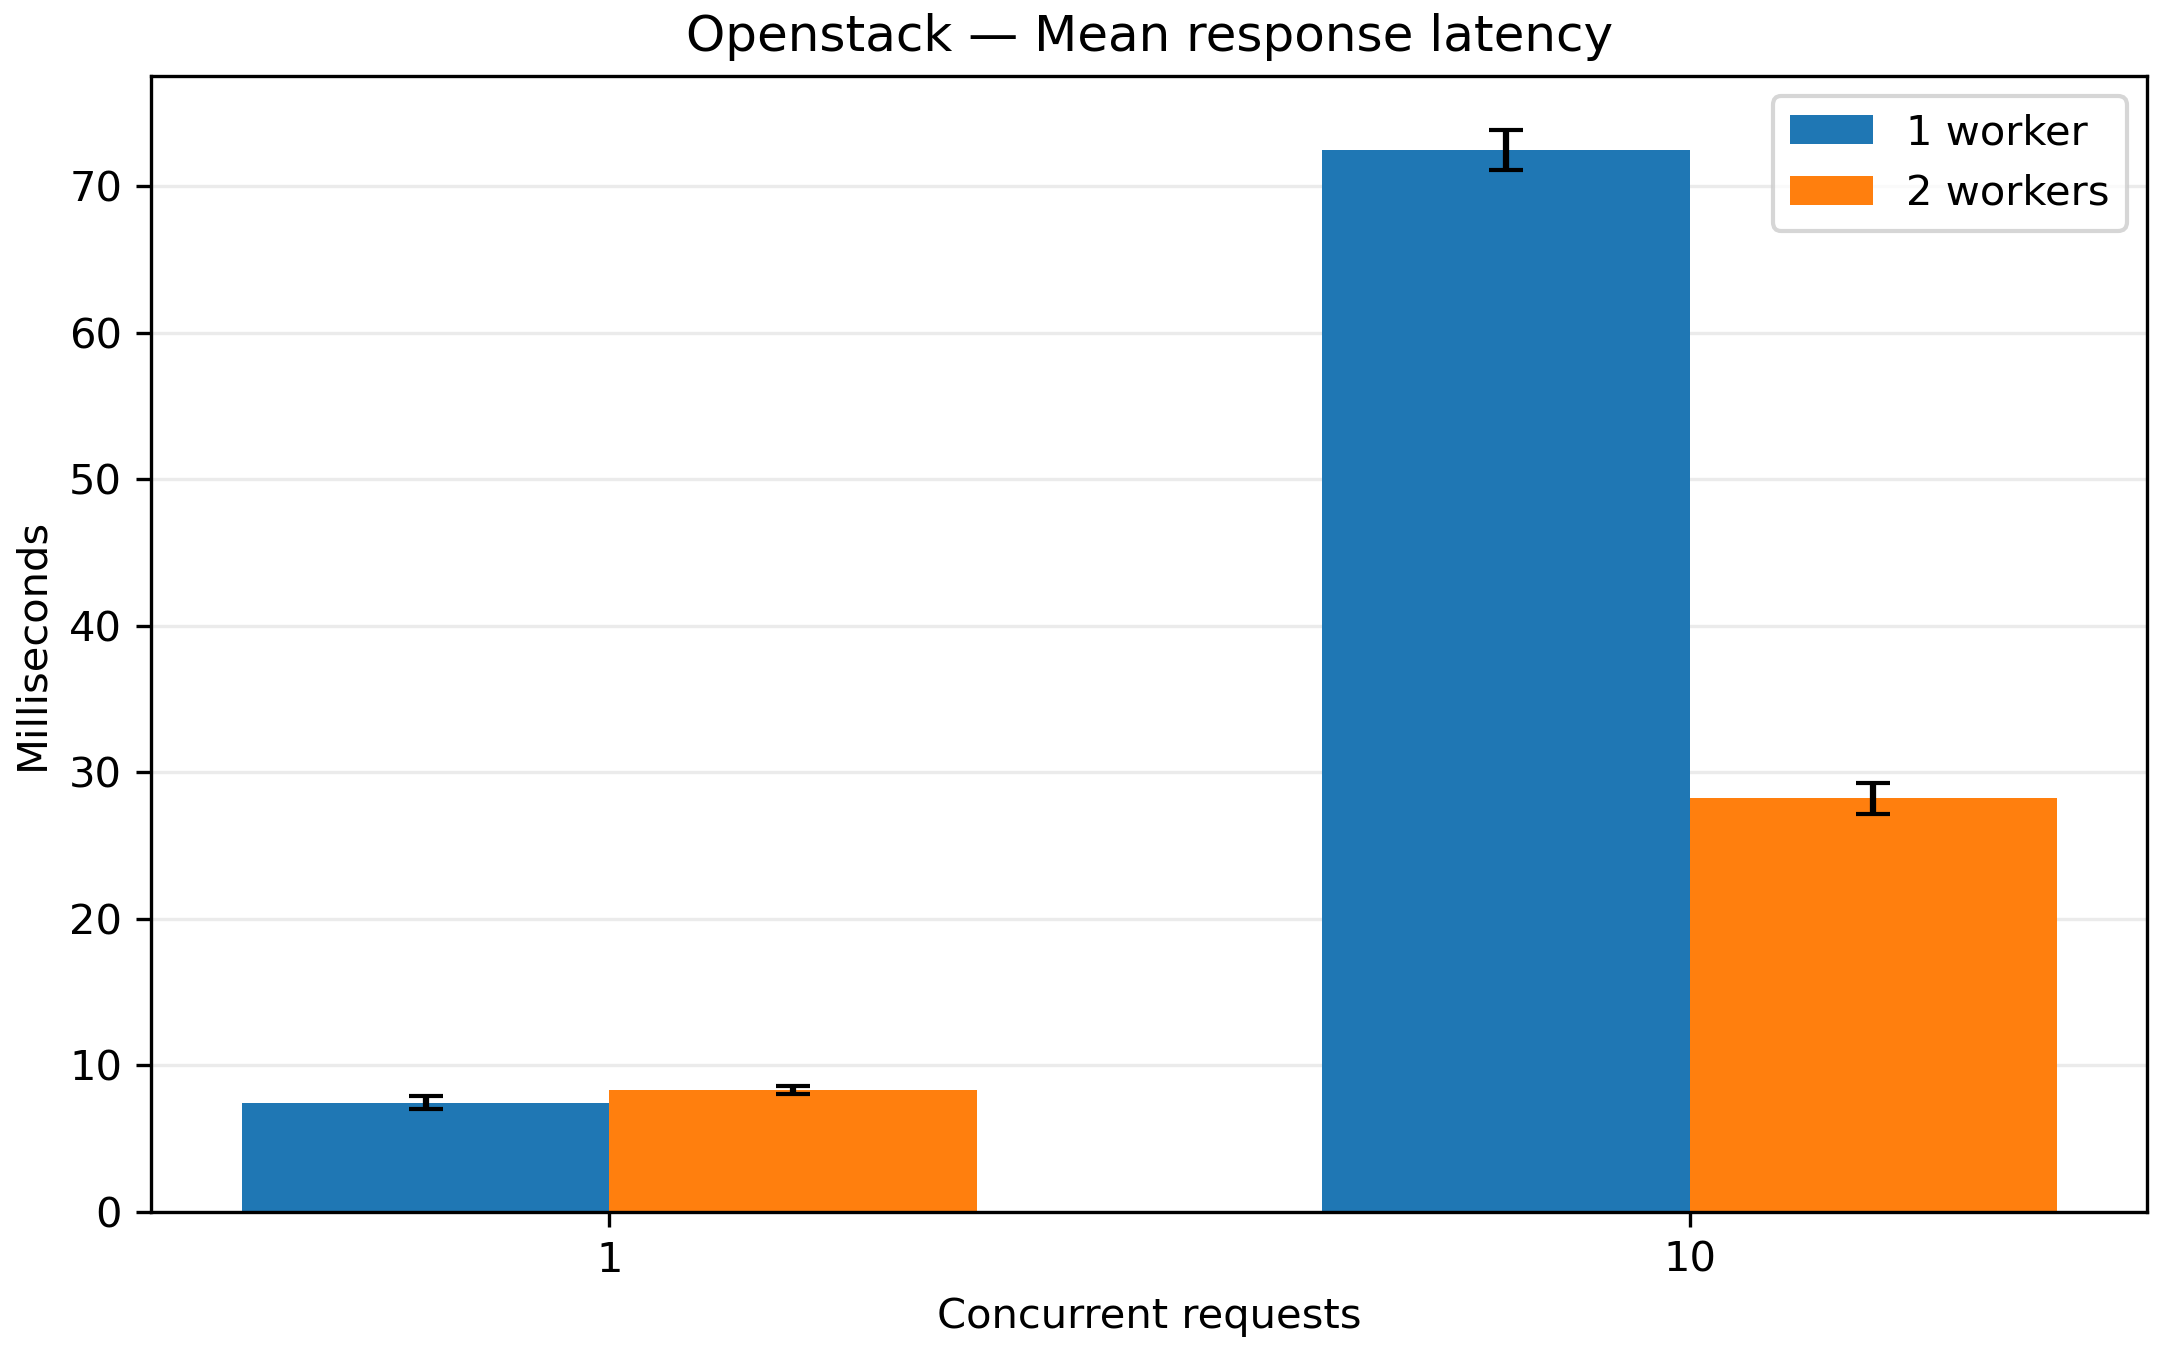 Openstack — Mean response latency
1 worker
2 workers
70
60
50
40
30
20
10
0
Milliseconds
1
10
Concurrent requests